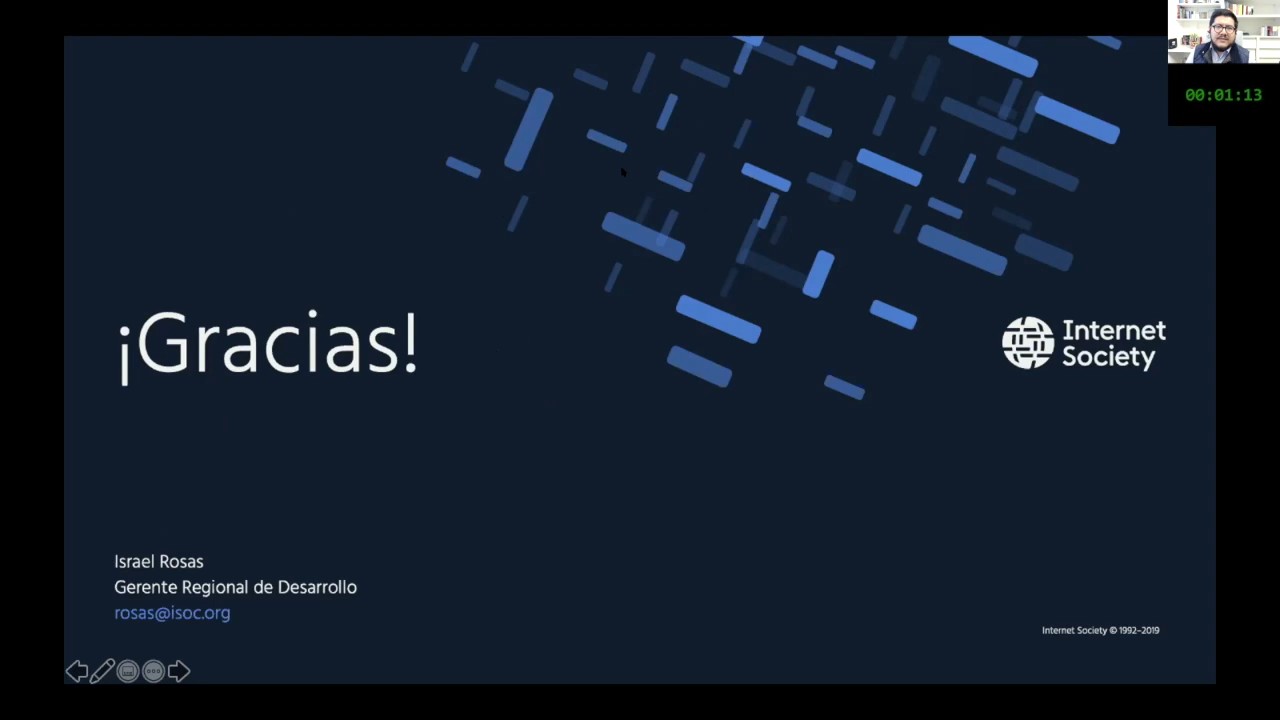 00:01:13
¡Gracias!
Internet
Society
Israel Rosas
Gerente Regional de Desarrollo
rosas@isoc.org
Internet Society © 1992–2019